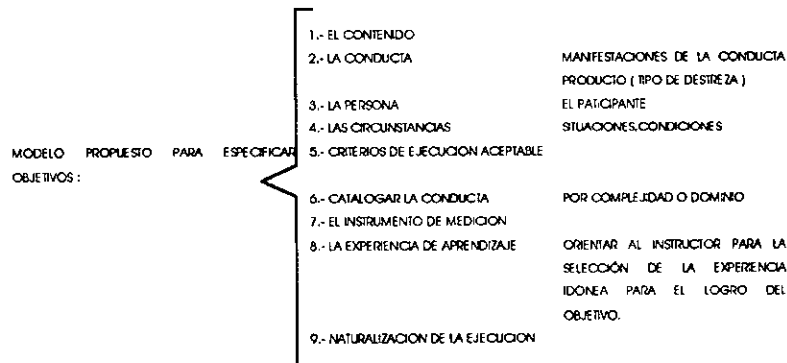 1.- EL CONTENIDO
2.- LA CONDUCTA MANIFESTACIONES DE LA CONDUCTA
PRODUCTO ( TIPO DE DESTREZA )
3.- LA PERSONA EL PATICIPANTE
4.- LAS CIRCUNSTANCIAS SITUACIONES,CONDICIONES
MODELO PROPUESTO PARA ESPECIFICAR 5.- CRITERIOS DE EJECUCION ACEPTABLE
OBJETIVOS :
6.- CATALOGAR LA CONDUCTA POR COMPLEJIDAD O DOMINIO
7.- EL INSTRUMENTO DE MEDICION
8.- LA EXPERIENCIA DE APRENDIZAJE ORIENTAR AL INSTRUCTOR PARA LA
SELECCIÓN DE LA EXPERIENCIA
IDONEA PARA EL LOGRO DEL
OBJETIVO.
9.- NATURALIZACION DE LA EJECUCION